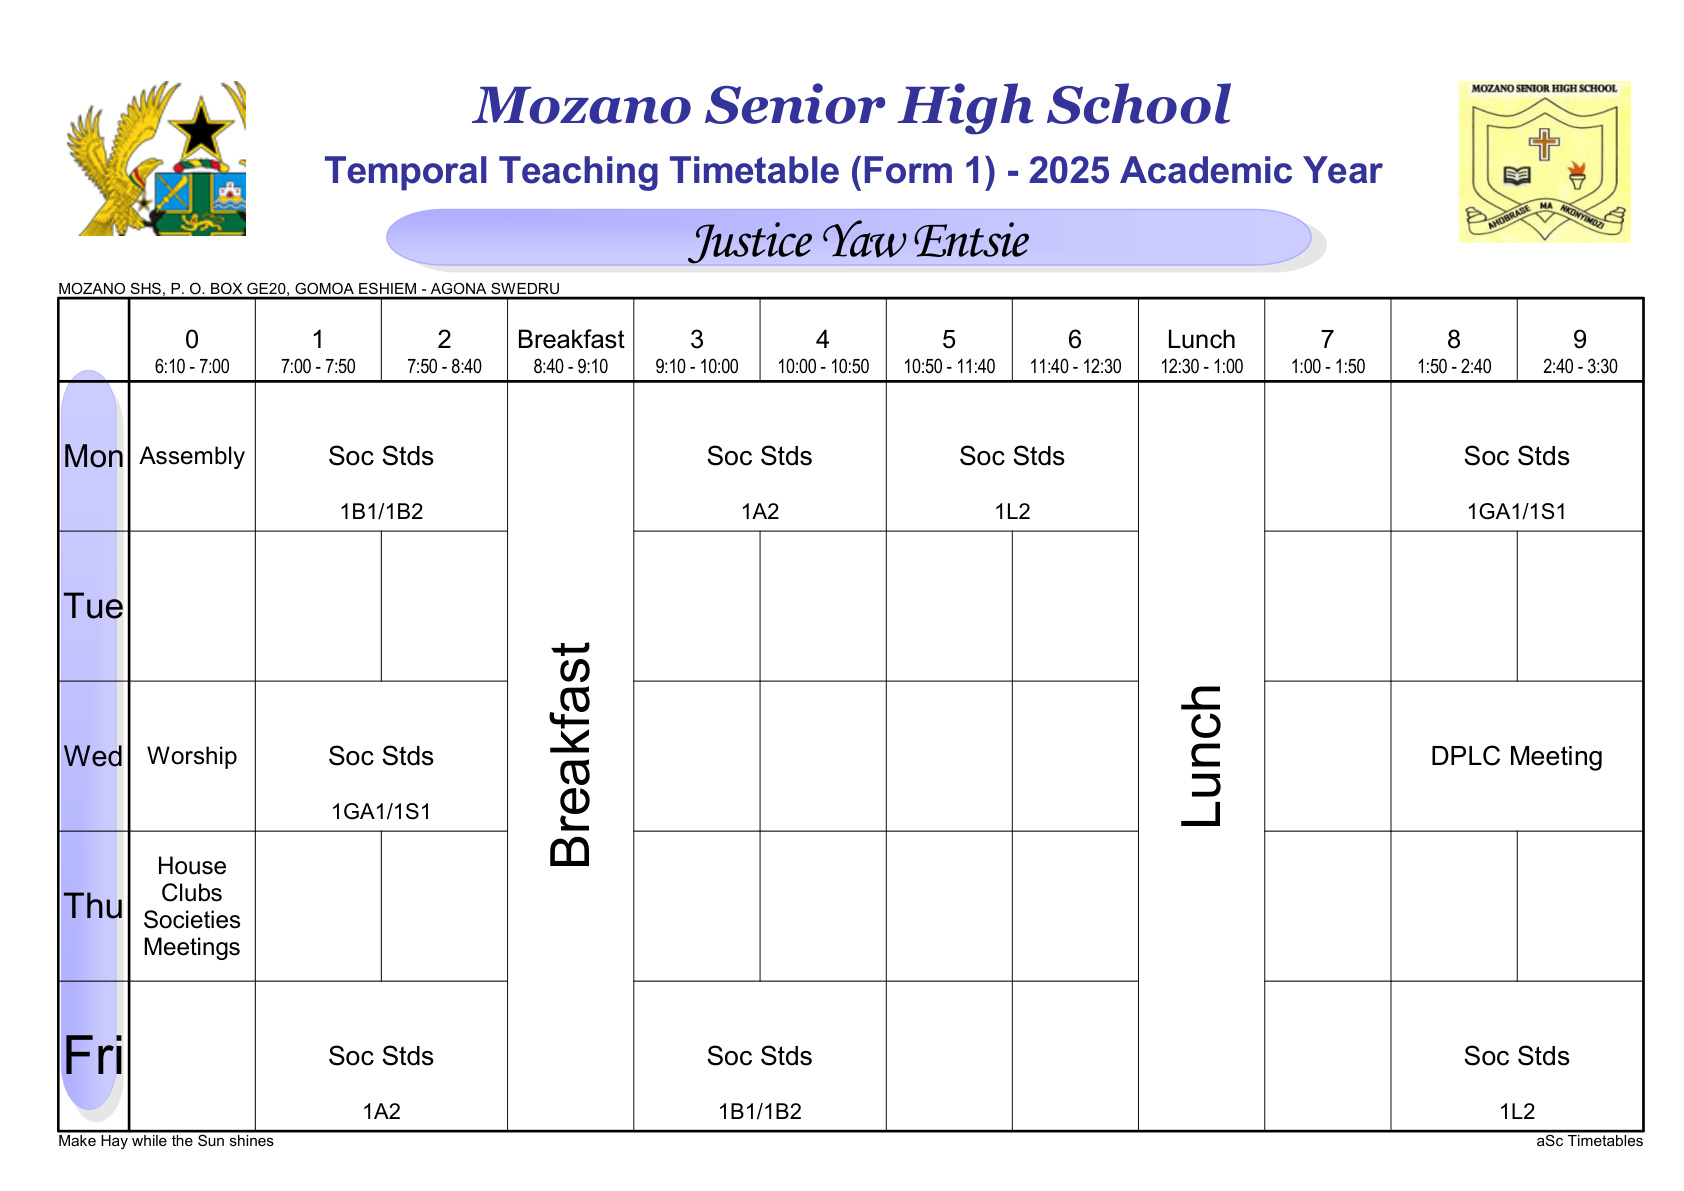 Mozano Senior High School
Temporal Teaching Timetable (Form 1) - 2025 Academic Year
Justice Yaw Entsie
MOZANO SENIOR HIGH SCHOOL
AHOBRASE MA NKONYIMDZI
MOZANO SHS, P. O. BOX GE20, GOMOA ESHIEM - AGONA SWEDRU
0 1 2 Breakfast 3 4 5 6 Lunch 7 8 9
6:10 - 7:00 7:00 - 7:50 7:50 - 8:40 8:40 - 9:10 9:10 - 10:00 10:00 - 10:50 10:50 - 11:40 11:40 - 12:30 12:30 - 1:00 1:00 - 1:50 1:50 - 2:40 2:40 - 3:30
Mon Assembly Soc Stds Soc Stds Soc Stds Soc Stds
1B1/1B2 1A2 1L2 1GA1/1S1
Tue
Breakfast
Lunch
Wed Worship Soc Stds DPLC Meeting
1GA1/1S1
Thu House
Clubs
Societies
Meetings
Fri Soc Stds Soc Stds Soc Stds
1A2 1B1/1B2 1L2
Make Hay while the Sun shines aSc Timetables